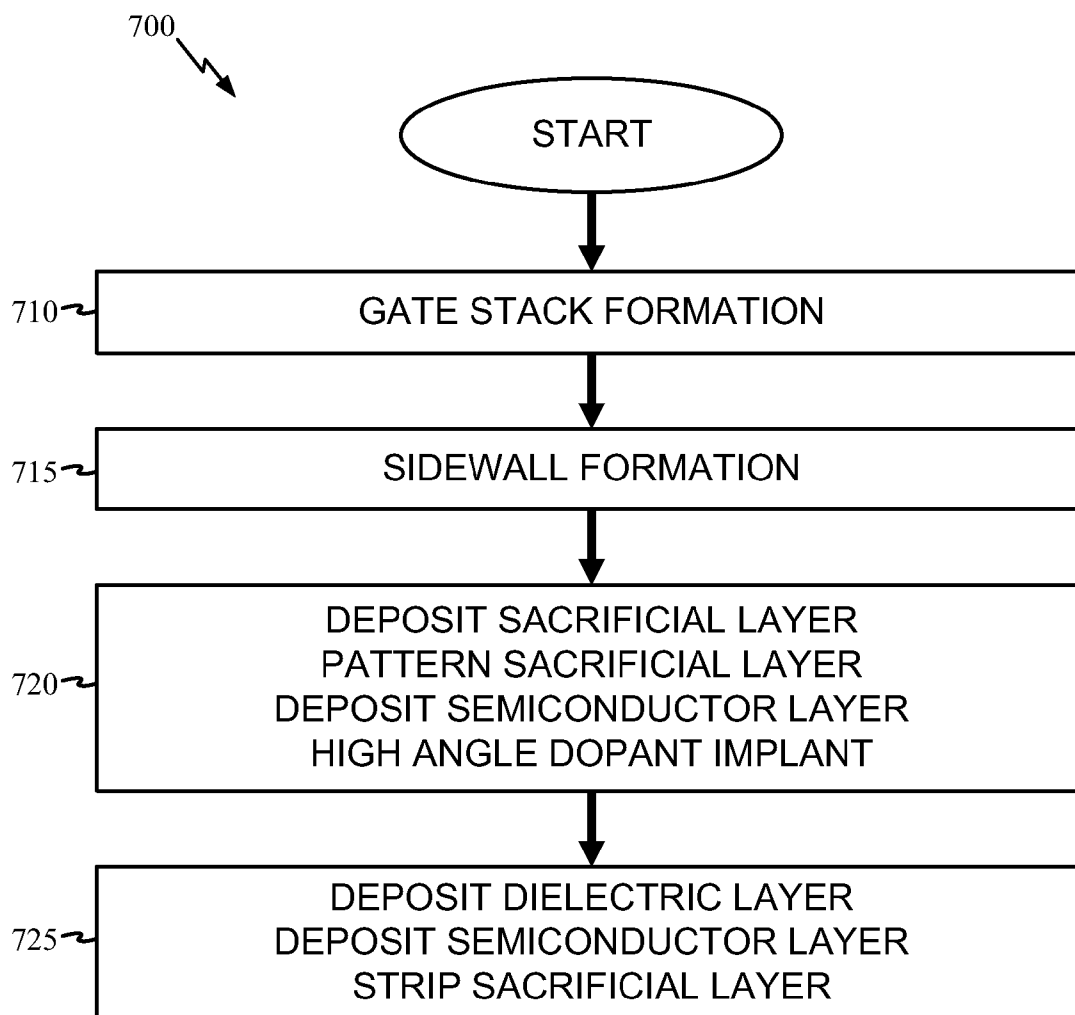 700
START
710
GATE STACK FORMATION
715
SIDEWALL FORMATION
720
DEPOSIT SACRIFICIAL LAYER
PATTERN SACRIFICIAL LAYER
DEPOSIT SEMICONDUCTOR LAYER
HIGH ANGLE DOPANT IMPLANT
725
DEPOSIT DIELECTRIC LAYER
DEPOSIT SEMICONDUCTOR LAYER
STRIP SACRIFICIAL LAYER